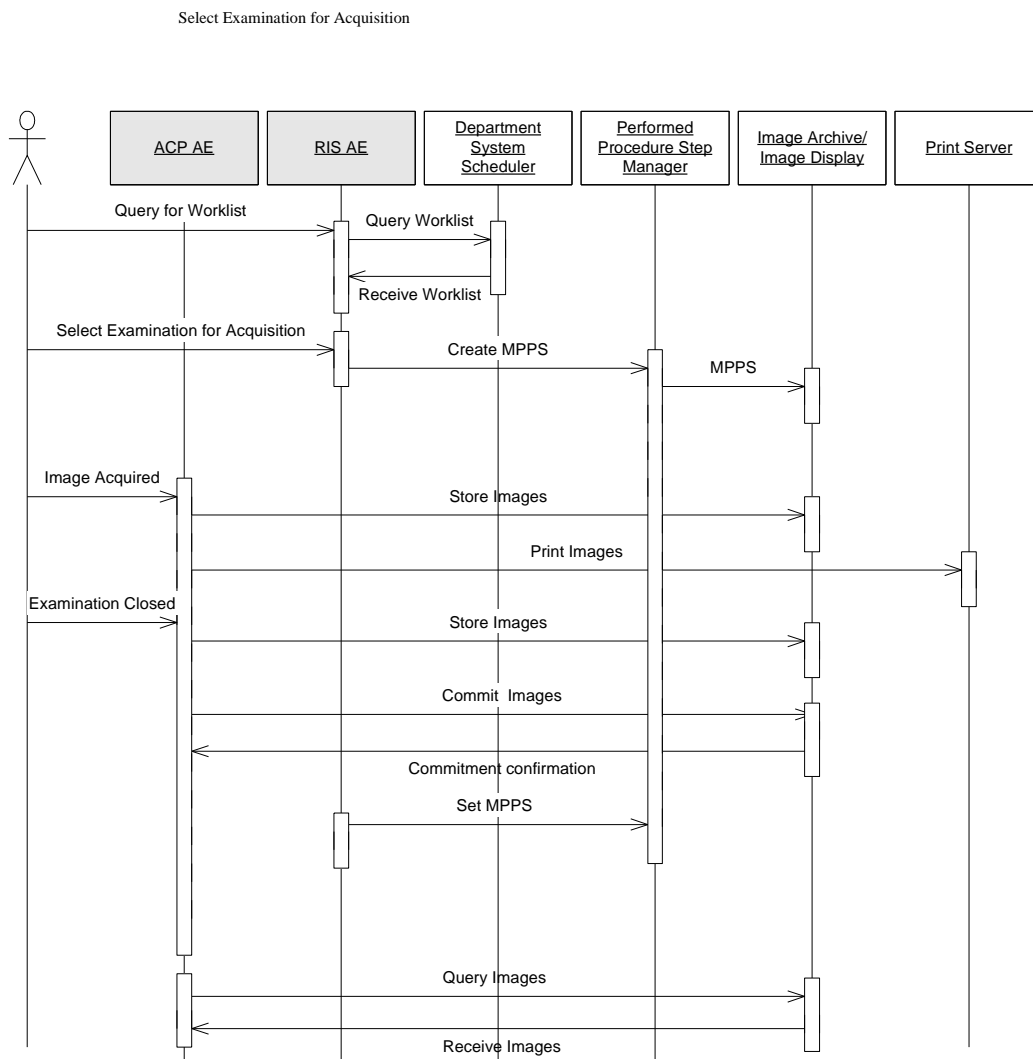 Select Examination for Acquisition
ACP AE
RIS AE
Department
System
Scheduler
Performed
Procedure Step
Manager
Image Archive/
Image Display
Print Server
Query for Worklist
Query Worklist
Receive Worklist
Select Examination for Acquisition
Create MPPS
MPPS
Image Acquired
Store Images
Print Images
Examination Closed
Store Images
Commit Images
Commitment confirmation
Set MPPS
Query Images
Receive Images